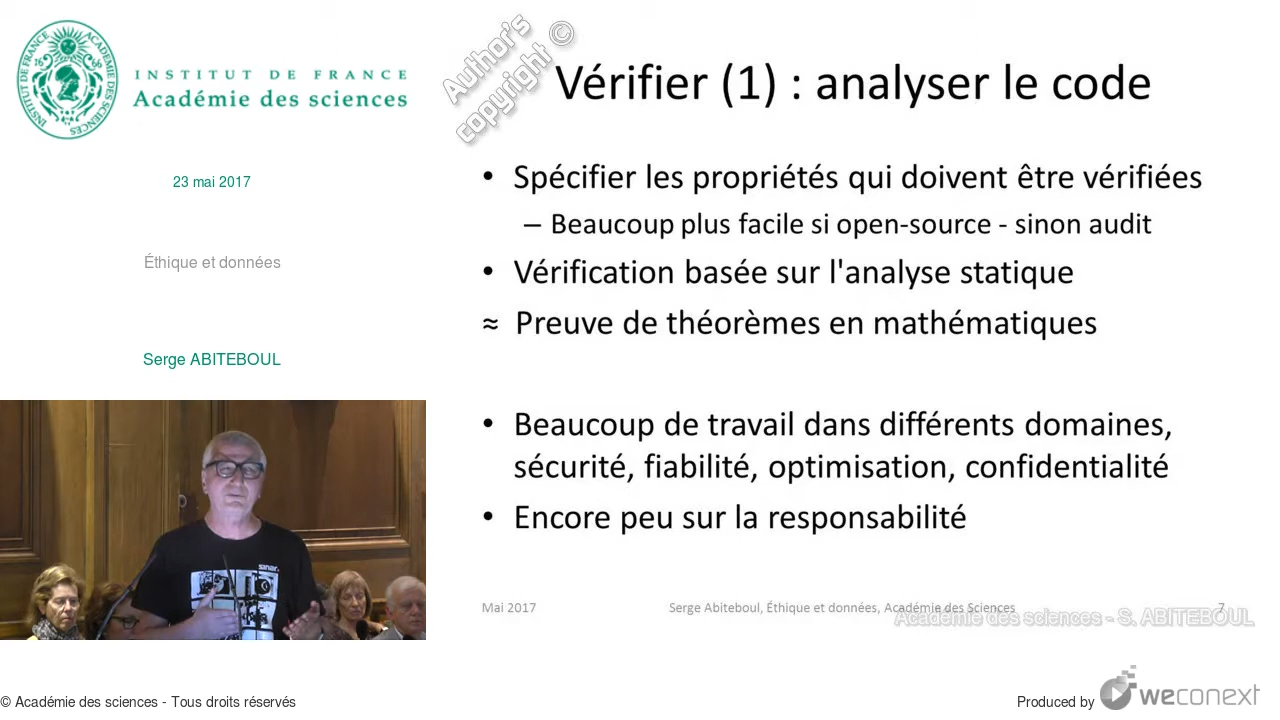 INSTITUT DE FRANCE
Académie des sciences
23 mai 2017
Éthique et données
Serge ABITEBOUL
Author's
copyright ©
Vérifier (1) : analyser le code
• Spécifier les propriétés qui doivent être vérifiées
– Beaucoup plus facile si open-source - sinon audit
• Vérification basée sur l'analyse statique
≈ Preuve de théorèmes en mathématiques
• Beaucoup de travail dans différents domaines,
sécurité, fiabilité, optimisation, confidentialité
• Encore peu sur la responsabilité
Mai 2017 Serge Abiteboul, Éthique et données, Académie des Sciences 7
Académie des sciences - S. ABITEBOUL
© Académie des sciences - Tous droits réservés
Produced by weconext